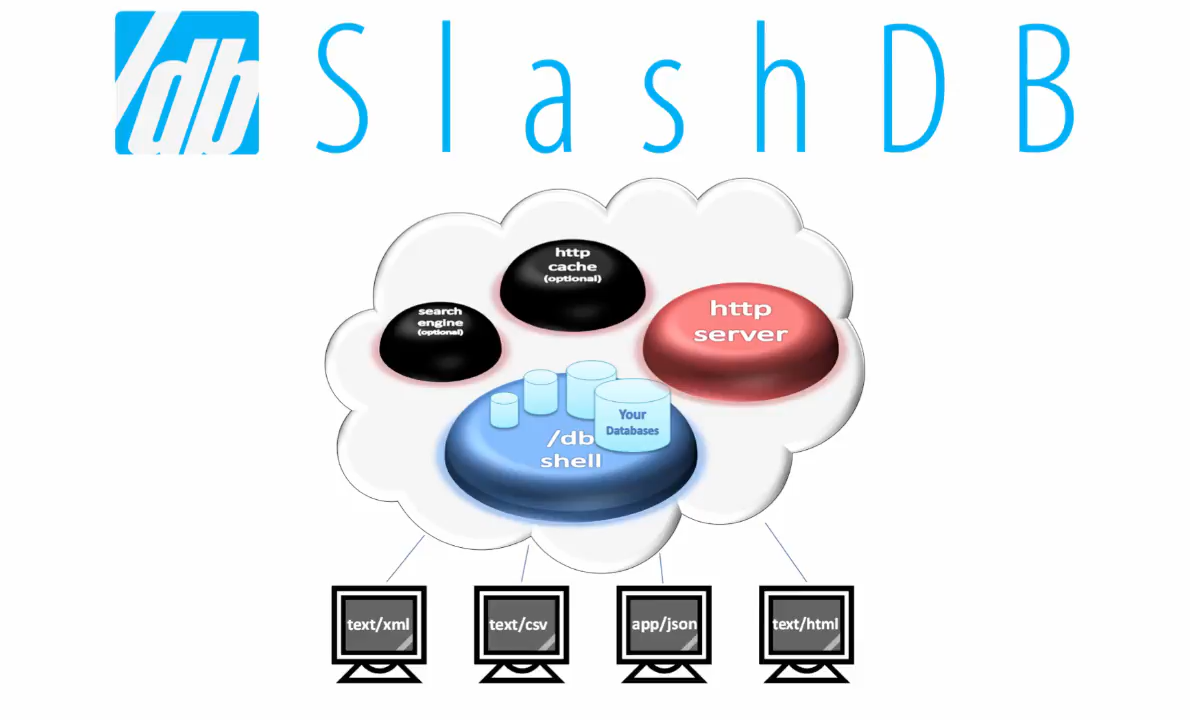 /db SlashDB
http
cache
(optional)
search
engine
(optional)
http
server
Your
Databases
/db
shell
text/xml
text/csv
app/json
text/html